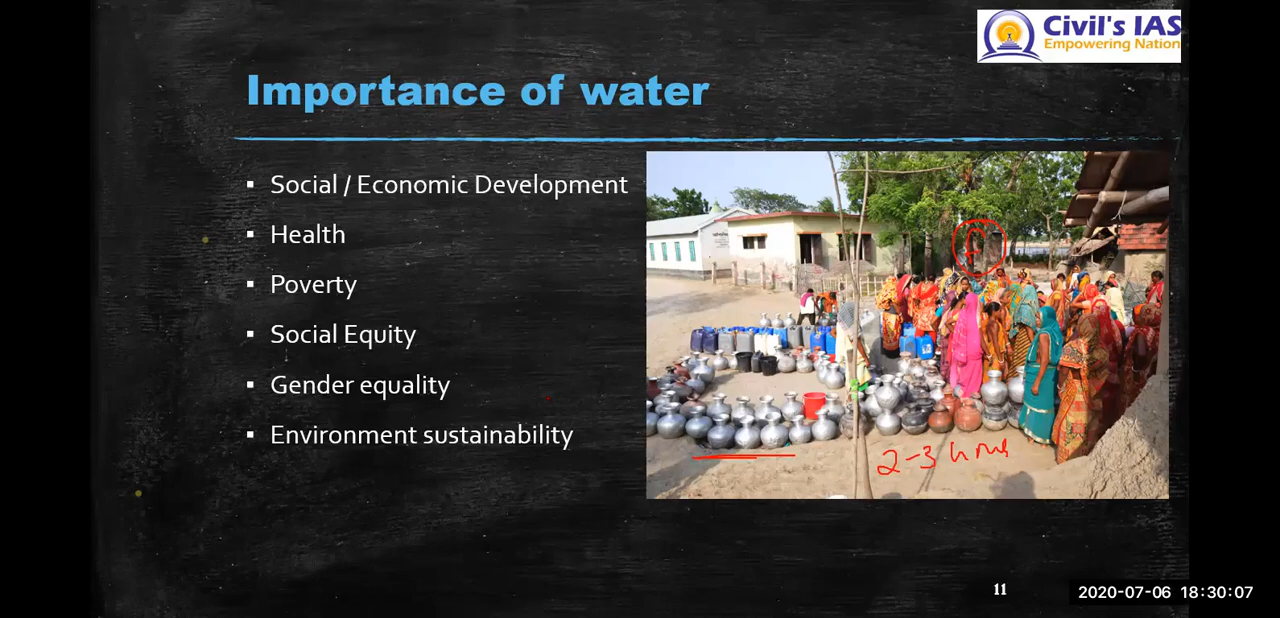 Civil's IAS
Empowering Nation
Importance of water
▪ Social / Economic Development
▪ Health
▪ Poverty
▪ Social Equity
▪ Gender equality
▪ Environment sustainability
2-3 hrs
11
2020-07-06 18:30:07